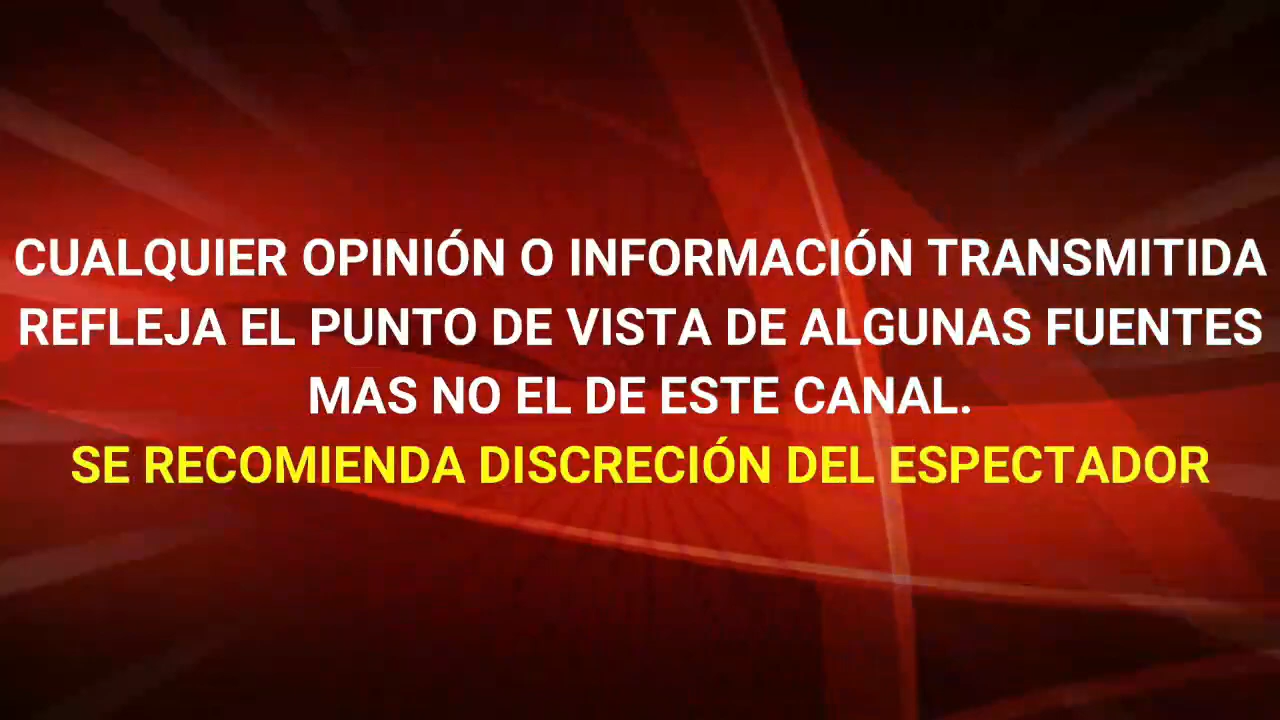 CUALQUIER OPINIÓN O INFORMACIÓN TRANSMITIDA
REFLEJA EL PUNTO DE VISTA DE ALGUNAS FUENTES
MAS NO EL DE ESTE CANAL.
SE RECOMIENDA DISCRECIÓN DEL ESPECTADOR